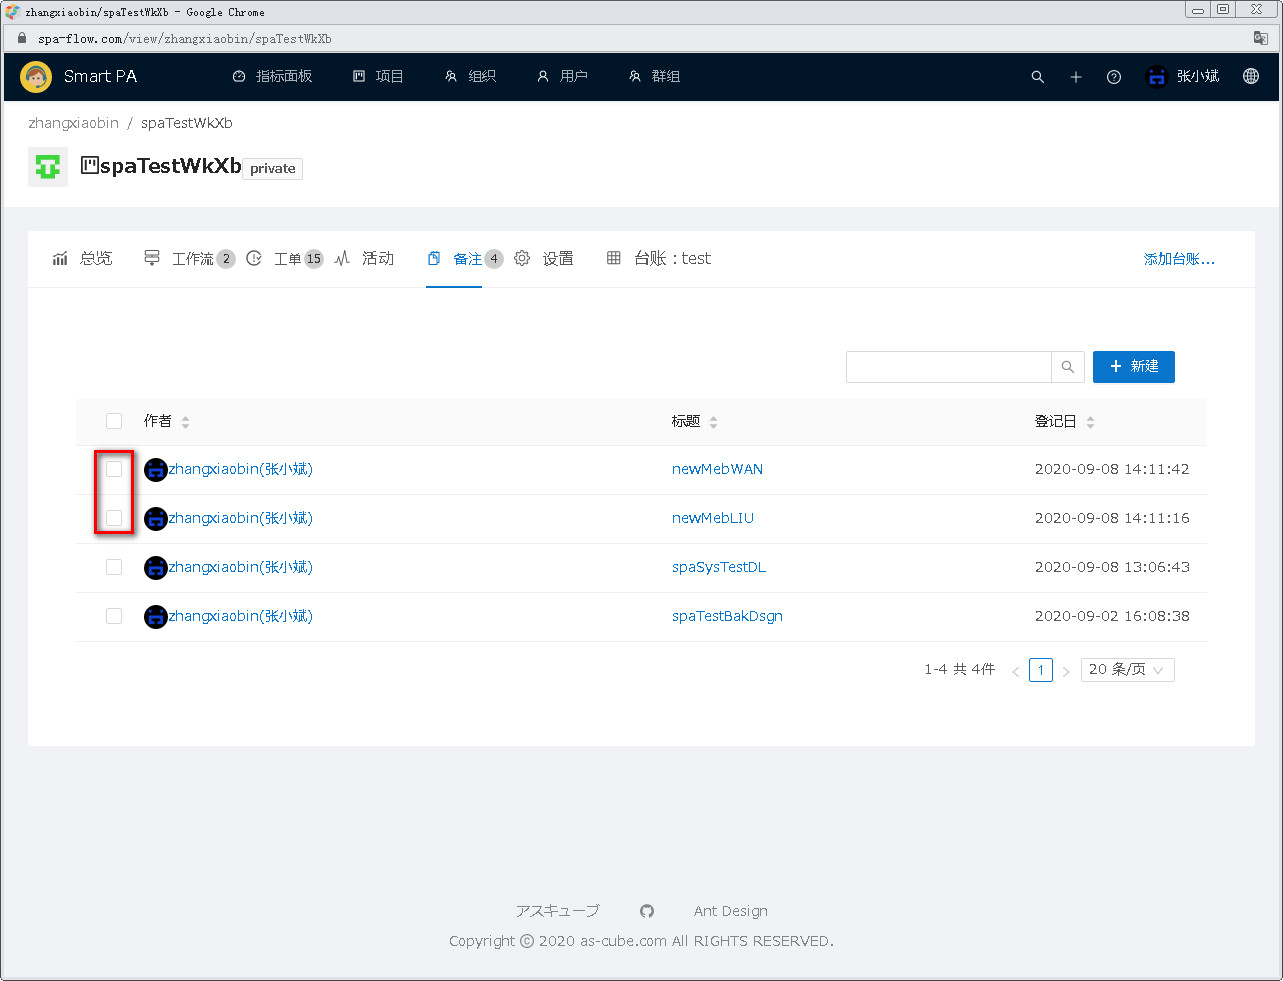 zhangxiaobin/spaTestWkXb - Google Chrome
spa-flow.com/view/zhangxiaobin/spaTestWkXb
Smart PA 指标面板 项目 组织 用户 群组 张小斌
zhangxiaobin / spaTestWkXb
spaTestWkXb private
总览 工作流 2 工单 15 活动 备注 4 设置 台账：test 添加台账...
新建
作者 标题 登记日
zhangxiaobin(张小斌) newMebWAN 2020-09-08 14:11:42
zhangxiaobin(张小斌) newMebLIU 2020-09-08 14:11:16
zhangxiaobin(张小斌) spaSysTestDL 2020-09-08 13:06:43
zhangxiaobin(张小斌) spaTestBakDsgn 2020-09-02 16:08:38
1-4 共 4件 < 1 > 20 条/页
アスキューブ Ant Design
Copyright © 2020 as-cube.com All RIGHTS RESERVED.